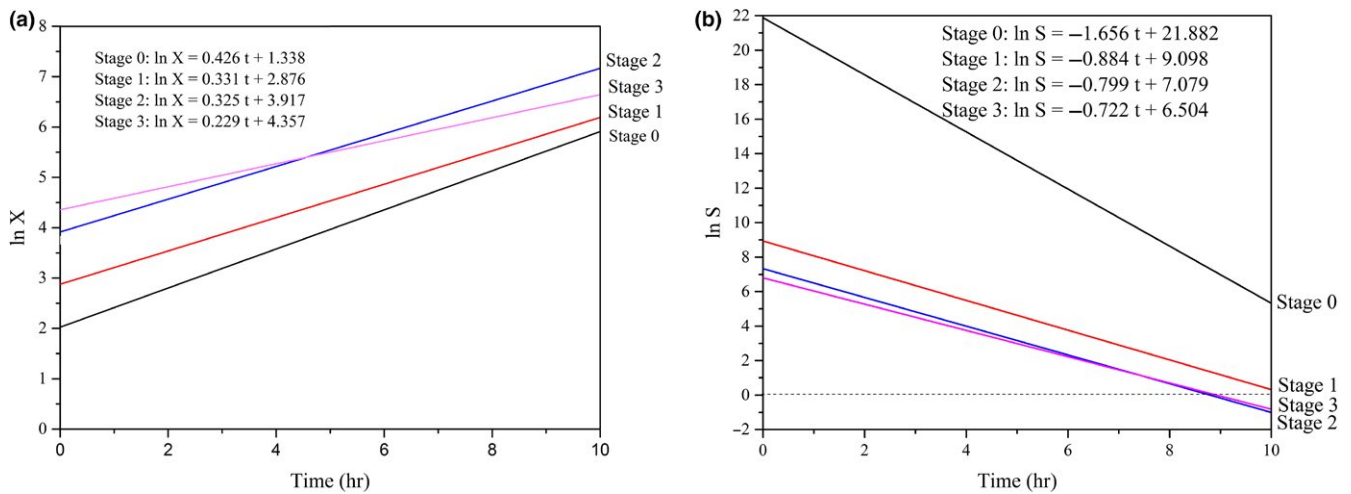 (a)
8
7
6
5
4
3
2
1
0
ln X
Stage 0: ln X = 0.426 t + 1.338
Stage 1: ln X = 0.331 t + 2.876
Stage 2: ln X = 0.325 t + 3.917
Stage 3: ln X = 0.229 t + 4.357
Stage 2
Stage 3
Stage 1
Stage 0
0 2 4 6 8 10
Time (hr)
(b)
22
20
18
16
14
12
10
8
6
4
2
0
−2
ln S
Stage 0: ln S = −1.656 t + 21.882
Stage 1: ln S = −0.884 t + 9.098
Stage 2: ln S = −0.799 t + 7.079
Stage 3: ln S = −0.722 t + 6.504
Stage 0
Stage 1
Stage 3
Stage 2
0 2 4 6 8 10
Time (hr)